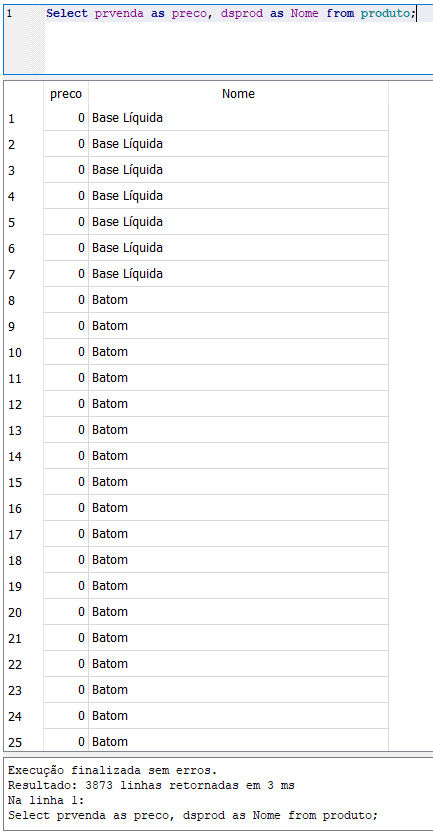 1 Select prvenda as preco, dsprod as Nome from produto;
preco Nome
1 0 Base Líquida
2 0 Base Líquida
3 0 Base Líquida
4 0 Base Líquida
5 0 Base Líquida
6 0 Base Líquida
7 0 Base Líquida
8 0 Batom
9 0 Batom
10 0 Batom
11 0 Batom
12 0 Batom
13 0 Batom
14 0 Batom
15 0 Batom
16 0 Batom
17 0 Batom
18 0 Batom
19 0 Batom
20 0 Batom
21 0 Batom
22 0 Batom
23 0 Batom
24 0 Batom
25 0 Batom
Execução finalizada sem erros.
Resultado: 3873 linhas retornadas em 3 ms
Na linha 1:
Select prvenda as preco, dsprod as Nome from produto;